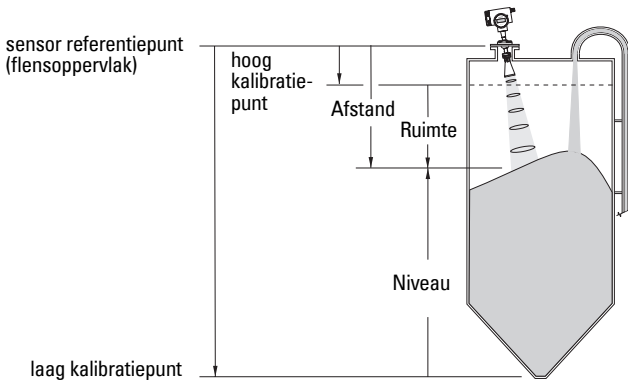 sensor referentiepunt
(flensoppervlak)
hoog
kalibratie-
punt
Afstand
Ruimte
Niveau
laag kalibratiepunt